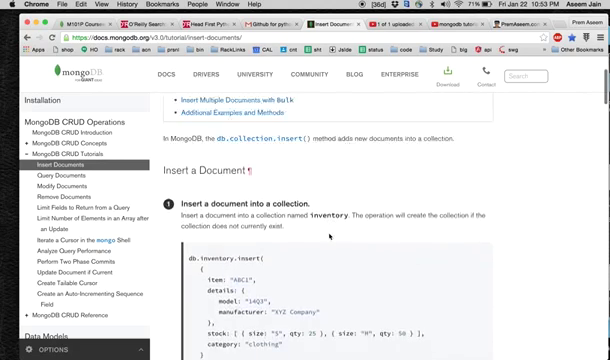 Chrome File Edit View History Bookmarks People Window Help
[36d] 71% Fri Jan 22 10:53 PM Aseem Jain
M101P Courses O'Reilly Search Head First Pyth Gmail Github for pyth Insert Documents 1 of 1 uploaded mongodb tutoria PremAseem.com Prem Aseem
https://docs.mongodb.org/v3.0/tutorial/insert-documents/
Apps shop HO rack bin RackLinks CAL CBT code Study blg api swg Other Bookmarks
mongoDB DOCS DRIVERS UNIVERSITY COMMUNITY BLOG ENTERPRISE Download Contact Search
Installation
MongoDB CRUD Operations
MongoDB CRUD Introduction
MongoDB CRUD Concepts
MongoDB CRUD Tutorials
Insert Documents
Query Documents
Modify Documents
Remove Documents
Limit Fields to Return from a Query
Limit Number of Elements in an Array after
an Update
Iterate a Cursor in the mongo Shell
Analyze Query Performance
Perform Two Phase Commits
Update Document if Current
Create Tailable Cursor
Create an Auto-Incrementing Sequence
Field
MongoDB CRUD Reference
Data Models
OPTIONS
Insert Multiple Documents with Bulk
Additional Examples and Methods
In MongoDB, the db.collection.insert() method adds new documents into a collection.
Insert a Document ¶
1 Insert a document into a collection.
Insert a document into a collection named inventory. The operation will create the collection if the
collection does not currently exist.
db.inventory.insert(
{
item: "ABC1",
details: {
model: "14Q3",
manufacturer: "XYZ Company"
},
stock: [ { size: "S", qty: 25 }, { size: "M", qty: 50 } ],
category: "clothing"
}